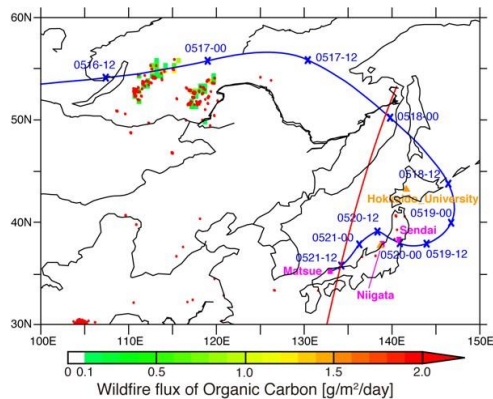 60N
0517-00
0517-12
0516-12
50N
0518-00
0518-12
Hokkaido University
0519-00
0520-12
40N
0521-00
Sendai
0521-12
0520-00
0519-12
Matsue
Niigata
30N
100E 110E 120E 130E 140E 150E
0 0.1 0.5 1.0 1.5 2.0
Wildfire flux of Organic Carbon [g/m²/day]